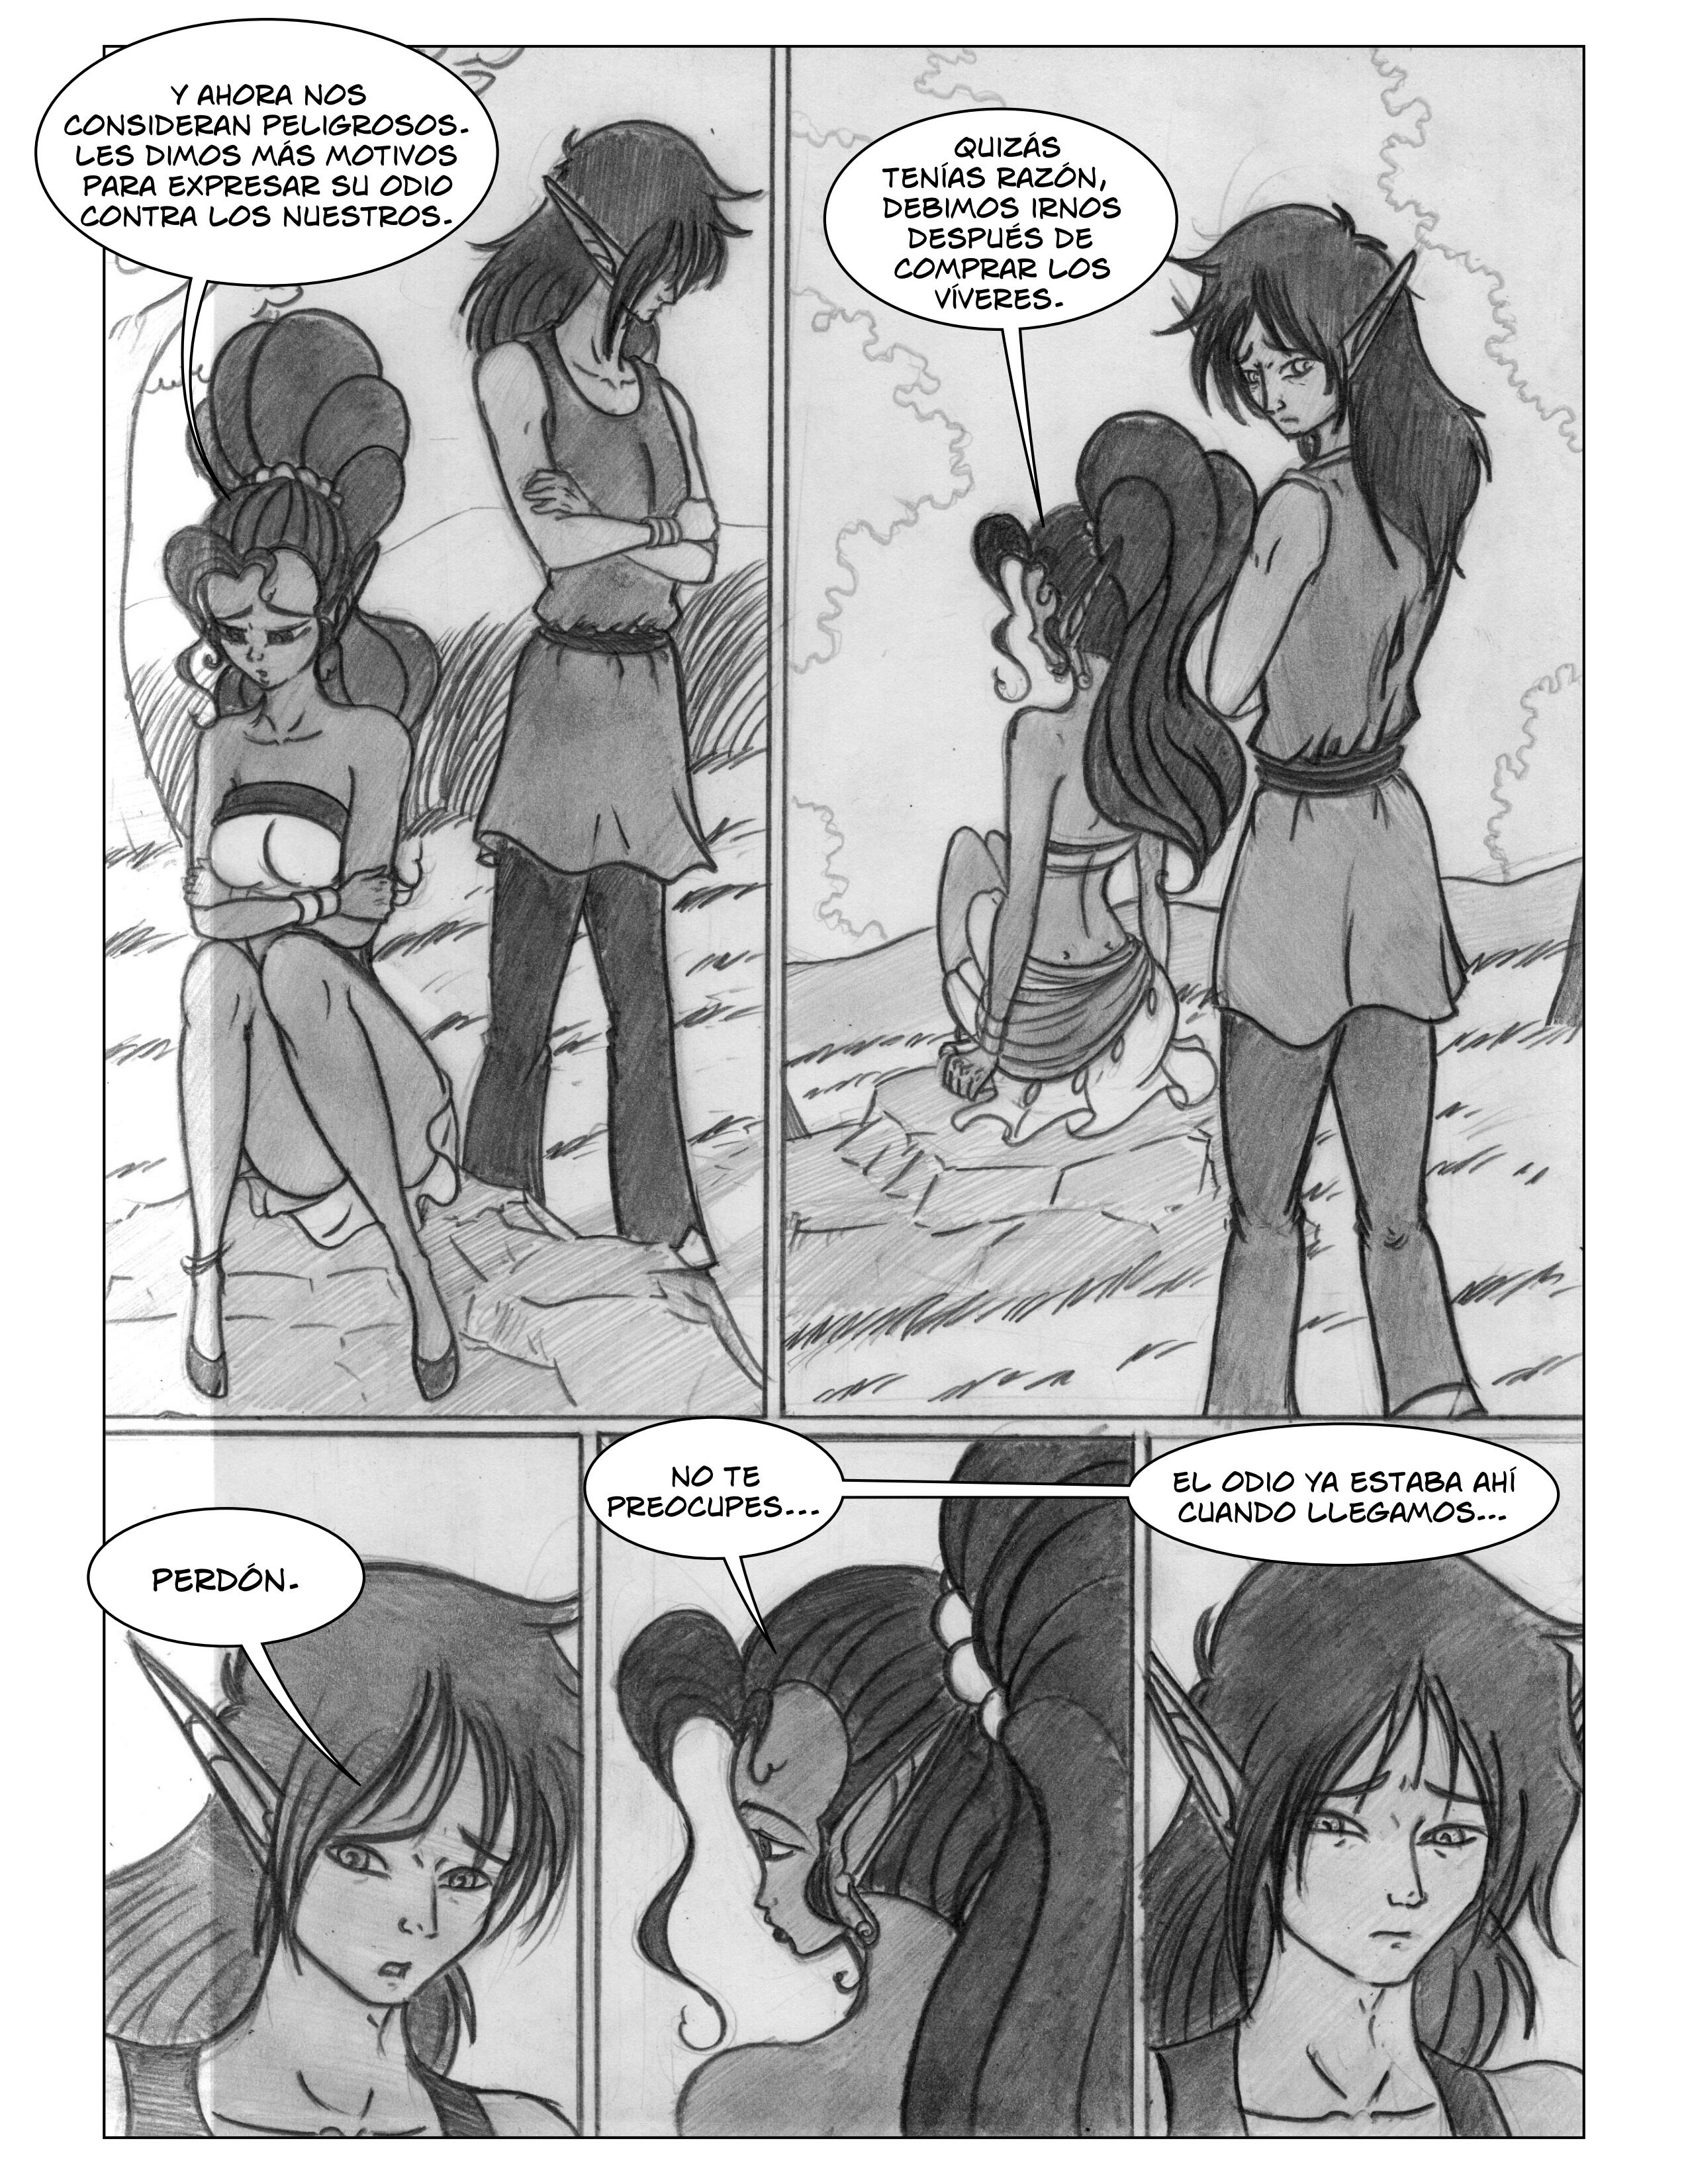 Y AHORA NOS
CONSIDERAN PELIGROSOS.
LES DIMOS MÁS MOTIVOS
PARA EXPRESAR SU ODIO
CONTRA LOS NUESTROS.
QUIZÁS
TENÍAS RAZÓN,
DEBIMOS IRNOS
DESPUÉS DE
COMPRAR LOS
VÍVERES.
PERDÓN.
NO TE
PREOCUPES...
EL ODIO YA ESTABA AHÍ
CUANDO LLEGAMOS...